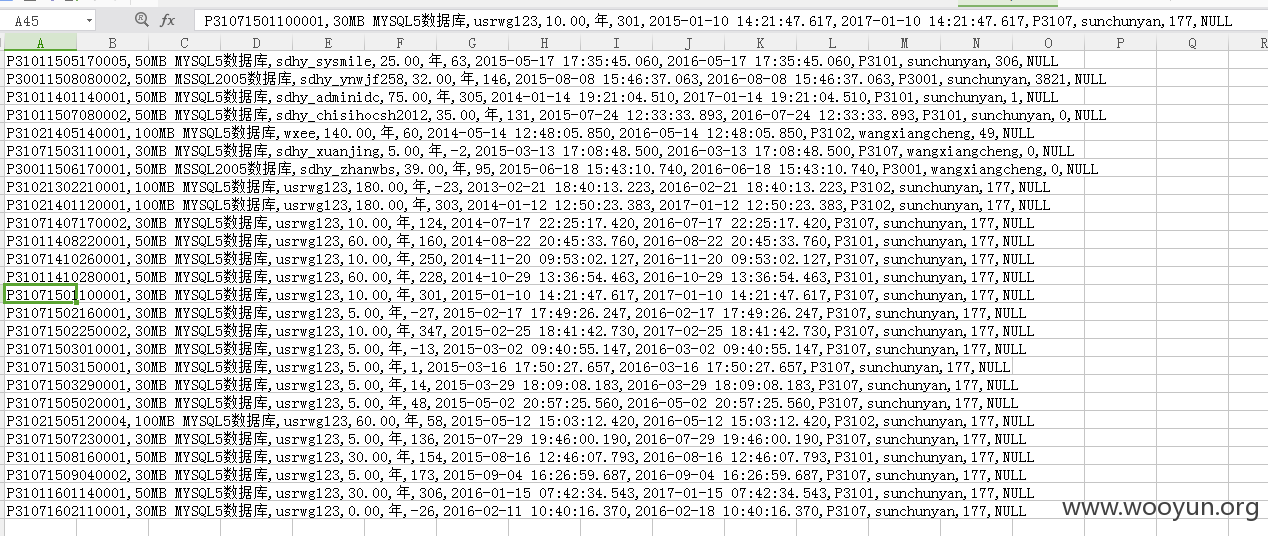 A45 fx P31071501100001,30MB MYSQL5数据库,usrwg123,10.00,年,301,2015-01-10 14:21:47.617,2017-01-10 14:21:47.617,P3107,sunchunyan,177,NULL
A B C D E F G H I J K L M N O P Q R
P31011505170005,50MB MYSQL5数据库,sdhy_sysmile,25.00,年,63,2015-05-17 17:35:45.060,2016-05-17 17:35:45.060,P3101,sunchunyan,306,NULL
P30011508080002,50MB MSSQL2005数据库,sdhy_ynwjf258,32.00,年,146,2015-08-08 15:46:37.063,2016-08-08 15:46:37.063,P3001,sunchunyan,3821,NULL
P31011401140001,50MB MYSQL5数据库,sdhy_adminidc,75.00,年,305,2014-01-14 19:21:04.510,2017-01-14 19:21:04.510,P3101,sunchunyan,1,NULL
P31011507080002,50MB MYSQL5数据库,sdhy_chisihocsh2012,35.00,年,131,2015-07-24 12:33:33.893,2016-07-24 12:33:33.893,P3101,sunchunyan,0,NULL
P31021405140001,100MB MYSQL5数据库,wxee,140.00,年,60,2014-05-14 12:48:05.850,2016-05-14 12:48:05.850,P3102,wangxiangcheng,49,NULL
P31071503110001,30MB MYSQL5数据库,sdhy_xuanjing,5.00,年,-2,2015-03-13 17:08:48.500,2016-03-13 17:08:48.500,P3107,wangxiangcheng,0,NULL
P30011506170001,50MB MSSQL2005数据库,sdhy_zhanwbs,39.00,年,95,2015-06-18 15:43:10.740,2016-06-18 15:43:10.740,P3001,wangxiangcheng,0,NULL
P31021302210001,100MB MYSQL5数据库,usrwg123,180.00,年,-23,2013-02-21 18:40:13.223,2016-02-21 18:40:13.223,P3102,sunchunyan,177,NULL
P31021401120001,100MB MYSQL5数据库,usrwg123,180.00,年,303,2014-01-12 12:50:23.383,2017-01-12 12:50:23.383,P3102,sunchunyan,177,NULL
P31071407170002,30MB MYSQL5数据库,usrwg123,10.00,年,124,2014-07-17 22:25:17.420,2016-07-17 22:25:17.420,P3107,sunchunyan,177,NULL
P31011408220001,50MB MYSQL5数据库,usrwg123,60.00,年,160,2014-08-22 20:45:33.760,2016-08-22 20:45:33.760,P3101,sunchunyan,177,NULL
P31071410260001,30MB MYSQL5数据库,usrwg123,10.00,年,250,2014-11-20 09:53:02.127,2016-11-20 09:53:02.127,P3107,sunchunyan,177,NULL
P31011410280001,50MB MYSQL5数据库,usrwg123,60.00,年,228,2014-10-29 13:36:54.463,2016-10-29 13:36:54.463,P3101,sunchunyan,177,NULL
P31071501100001,30MB MYSQL5数据库,usrwg123,10.00,年,301,2015-01-10 14:21:47.617,2017-01-10 14:21:47.617,P3107,sunchunyan,177,NULL
P31071502160001,30MB MYSQL5数据库,usrwg123,5.00,年,-27,2015-02-17 17:49:26.247,2016-02-17 17:49:26.247,P3107,sunchunyan,177,NULL
P31071502250002,30MB MYSQL5数据库,usrwg123,10.00,年,347,2015-02-25 18:41:42.730,2017-02-25 18:41:42.730,P3107,sunchunyan,177,NULL
P31071503010001,30MB MYSQL5数据库,usrwg123,5.00,年,-13,2015-03-02 09:40:55.147,2016-03-02 09:40:55.147,P3107,sunchunyan,177,NULL
P31071503150001,30MB MYSQL5数据库,usrwg123,5.00,年,1,2015-03-16 17:50:27.657,2016-03-16 17:50:27.657,P3107,sunchunyan,177,NULL
P31071503290001,30MB MYSQL5数据库,usrwg123,5.00,年,14,2015-03-29 18:09:08.183,2016-03-29 18:09:08.183,P3107,sunchunyan,177,NULL
P31071505020001,30MB MYSQL5数据库,usrwg123,5.00,年,48,2015-05-02 20:57:25.560,2016-05-02 20:57:25.560,P3107,sunchunyan,177,NULL
P31021505120004,100MB MYSQL5数据库,usrwg123,60.00,年,58,2015-05-12 15:03:12.420,2016-05-12 15:03:12.420,P3102,sunchunyan,177,NULL
P31071507230001,30MB MYSQL5数据库,usrwg123,5.00,年,136,2015-07-29 19:46:00.190,2016-07-29 19:46:00.190,P3107,sunchunyan,177,NULL
P31011508160001,50MB MYSQL5数据库,usrwg123,30.00,年,154,2015-08-16 12:46:07.793,2016-08-16 12:46:07.793,P3101,sunchunyan,177,NULL
P31071509040002,30MB MYSQL5数据库,usrwg123,5.00,年,173,2015-09-04 16:26:59.687,2016-09-04 16:26:59.687,P3107,sunchunyan,177,NULL
P31011601140001,50MB MYSQL5数据库,usrwg123,30.00,年,306,2016-01-15 07:42:34.543,2017-01-15 07:42:34.543,P3101,sunchunyan,177,NULL
P31071602110001,30MB MYSQL5数据库,usrwg123,0.00,年,-26,2016-02-11 10:40:16.370,2016-02-18 10:40:16.370,P3107,sunchunyan,177,NULL
www.wooyun.org